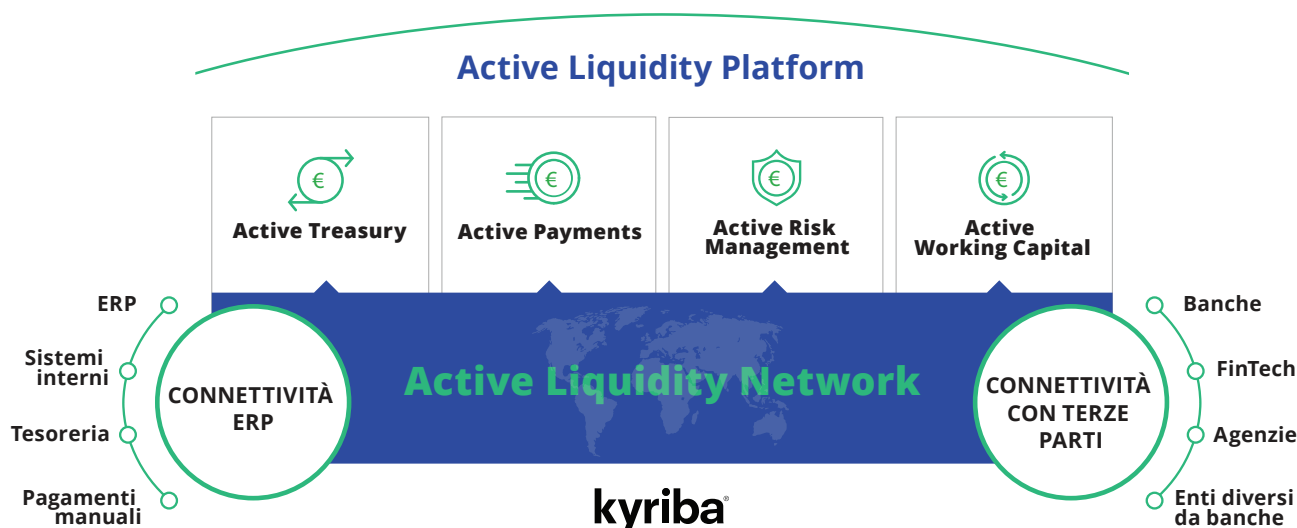 Active Liquidity Platform
€
€
€
€
Active Treasury
Active Payments
Active Risk
Management
Active
Working Capital
ERP
Sistemi
interni
Tesoreria
Pagamenti
manuali
CONNETTIVITÀ
ERP
Active Liquidity Network
CONNETTIVITÀ
CON TERZE
PARTI
Banche
FinTech
Agenzie
Enti diversi
da banche
kyriba®